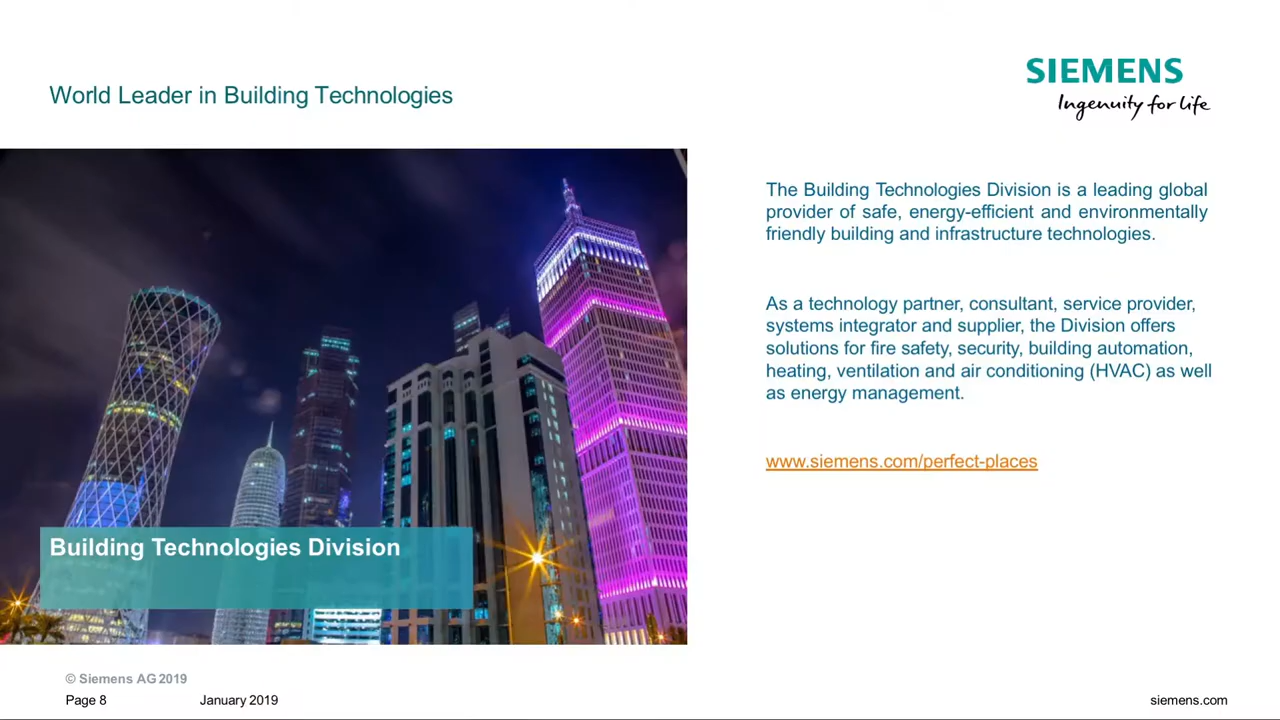 World Leader in Building Technologies
SIEMENS
Ingenuity for life
The Building Technologies Division is a leading global
provider of safe, energy-efficient and environmentally
friendly building and infrastructure technologies.
As a technology partner, consultant, service provider,
systems integrator and supplier, the Division offers
solutions for fire safety, security, building automation,
heating, ventilation and air conditioning (HVAC) as well
as energy management.
www.siemens.com/perfect-places
Building Technologies Division
© Siemens AG 2019
Page 8 January 2019 siemens.com